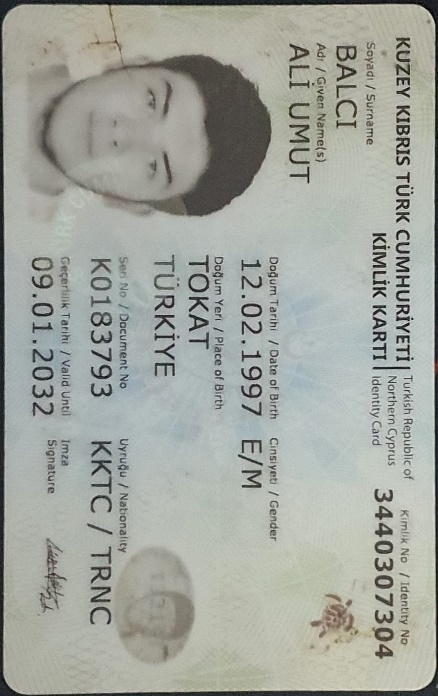 KUZEY KIBRIS TÜRK CUMHURİYETİ
KİMLİK KARTI
Turkish Republic of
Northern Cyprus
Identity Card
Kimlik No / Identity No
3440307304
Soyadı / Surname
BALCI
Adı / Given Name(s)
ALİ UMUT
Doğum Tarihi / Date of Birth
12.02.1997
Cinsiyeti / Gender
E/M
Doğum Yeri / Place of Birth
TOKAT
TÜRKİYE
Seri No / Document No
K0183793
Uyruğu / Nationality
KKTC / TRNC
Geçerlilik Tarihi / Valid Until
09.01.2032
İmza
Signature